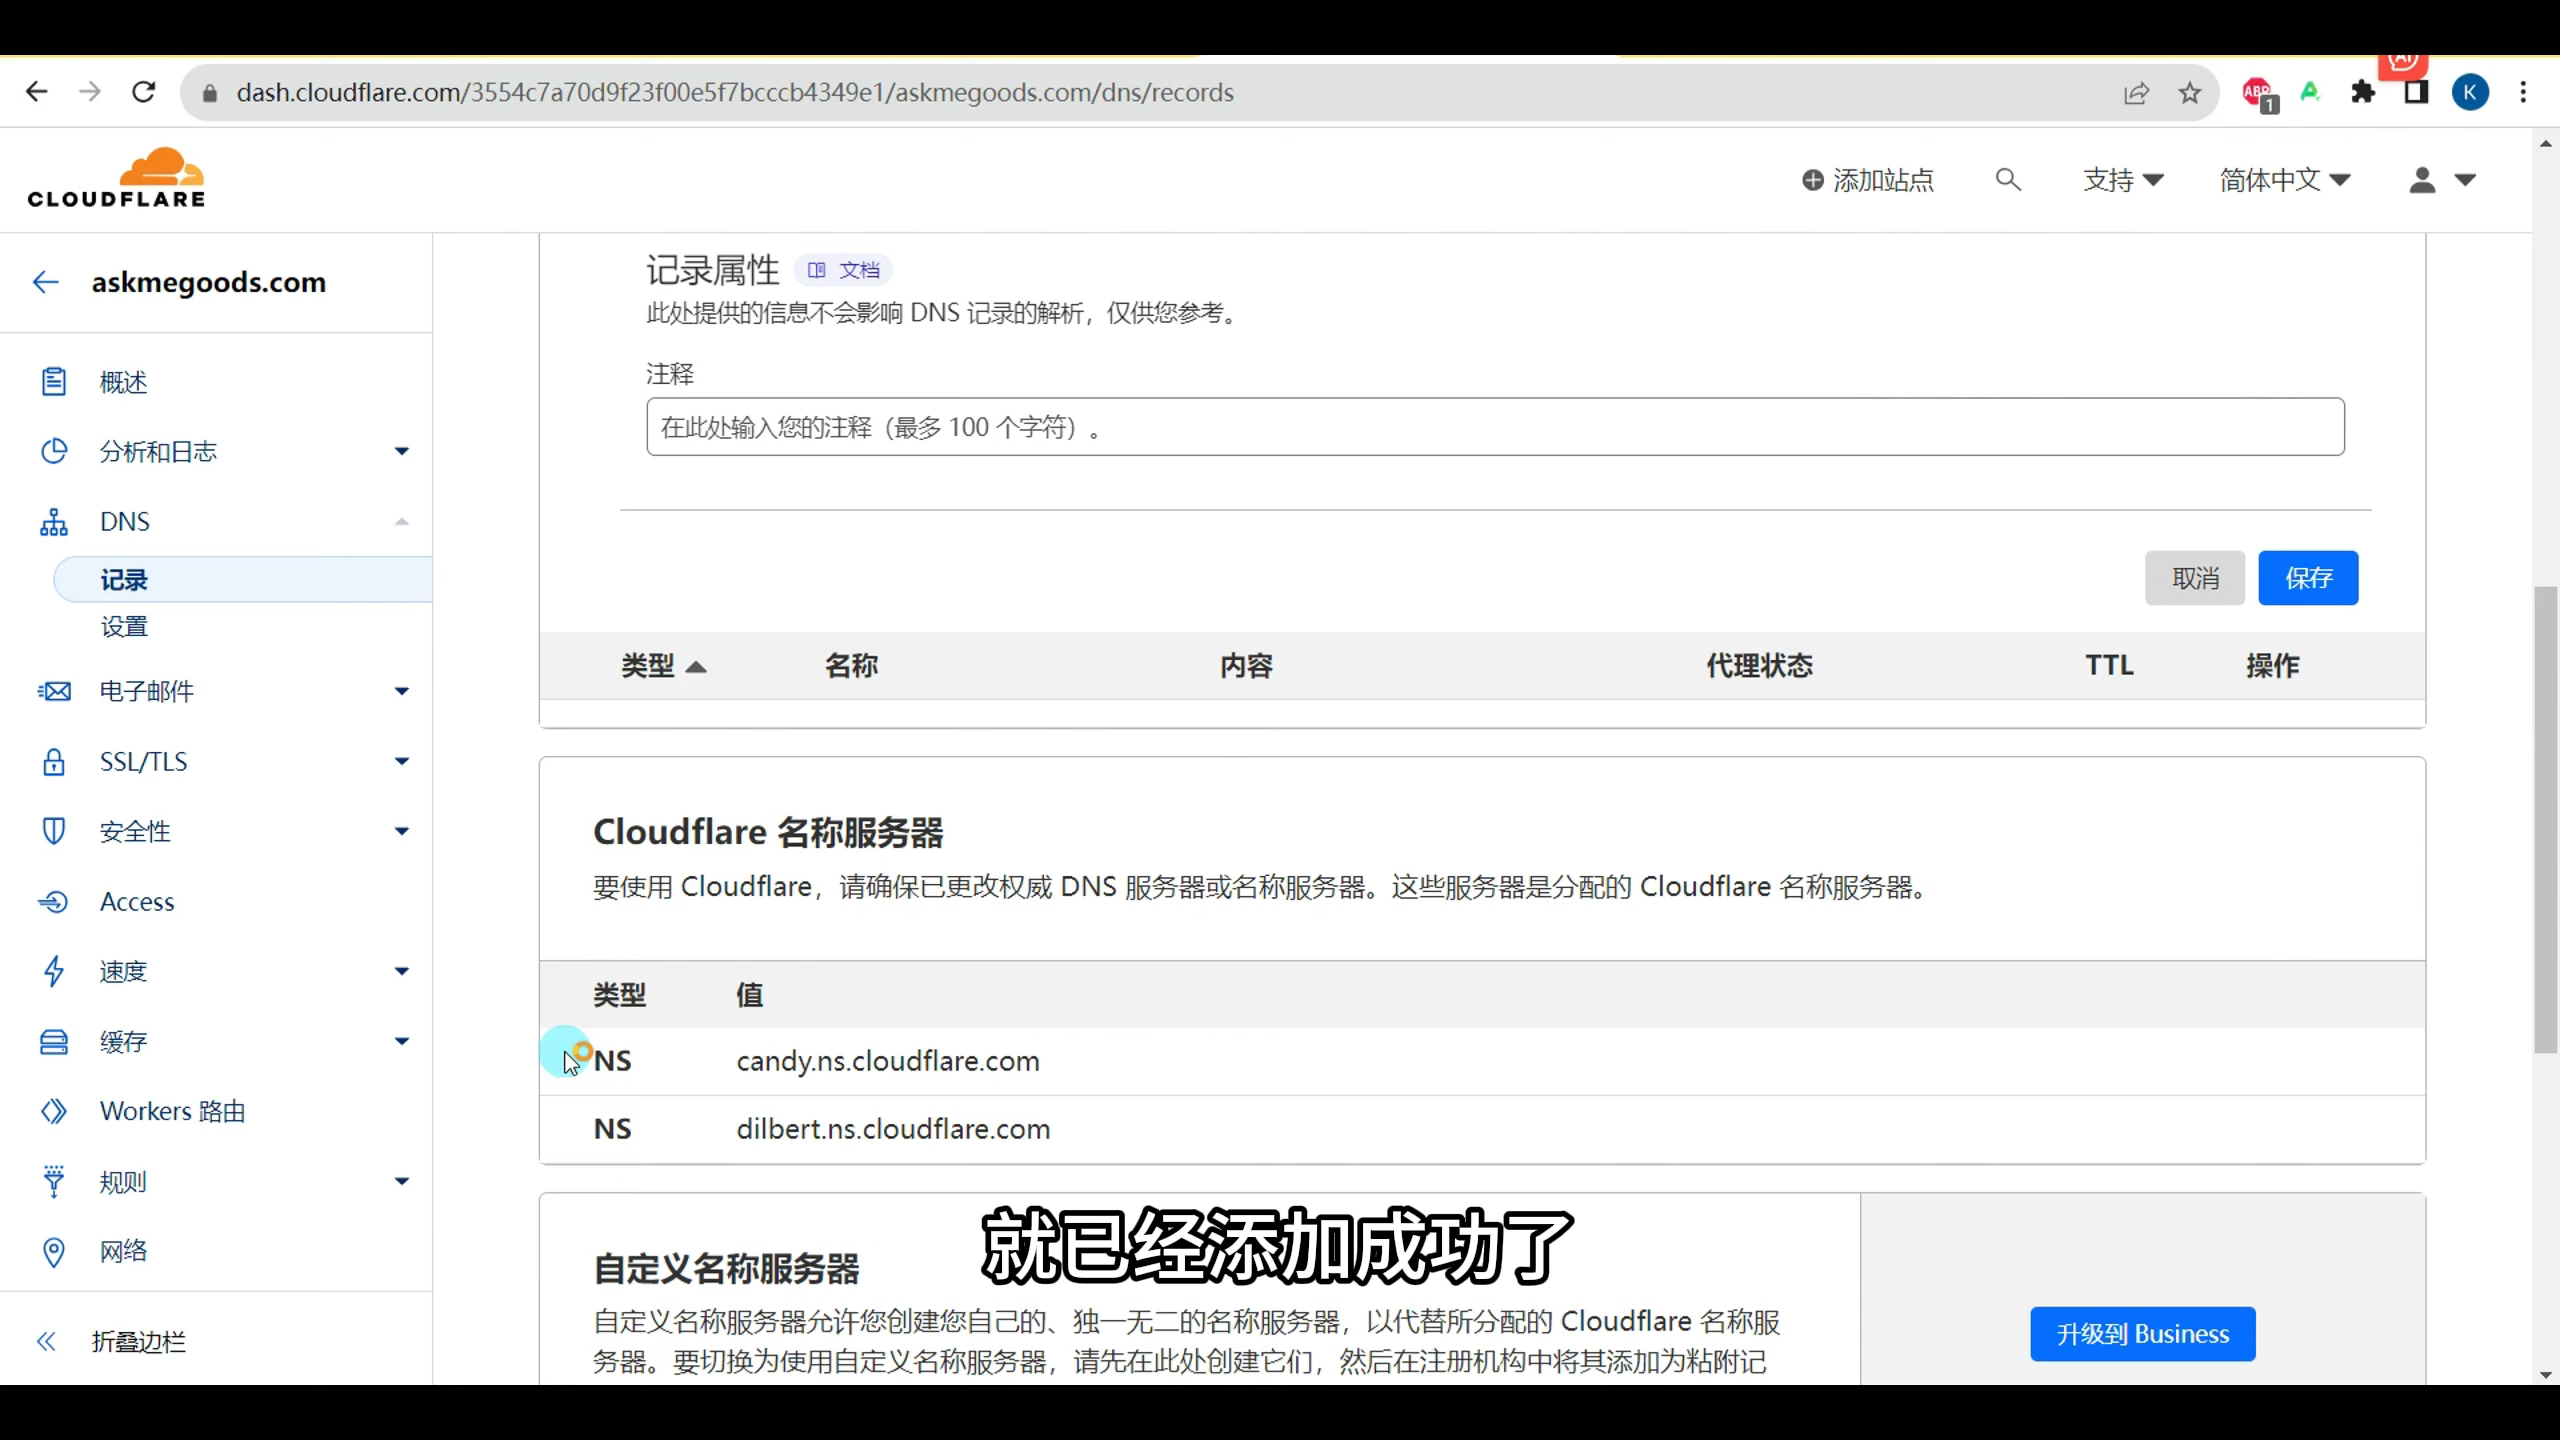 dash.cloudflare.com/3554c7a70d9f23f00e5f7bcccb4349e1/askmegoods.com/dns/records
ABP
1
K
CLOUDFLARE
添加站点
支持
简体中文
askmegoods.com
概述
分析和日志
DNS
记录
设置
电子邮件
SSL/TLS
安全性
Access
速度
缓存
Workers 路由
规则
网络
折叠边栏
记录属性 文档
此处提供的信息不会影响 DNS 记录的解析，仅供您参考。
注释
在此处输入您的注释（最多 100 个字符）。
取消 保存
类型 名称 内容 代理状态 TTL 操作
Cloudflare 名称服务器
要使用 Cloudflare，请确保已更改权威 DNS 服务器或名称服务器。这些服务器是分配的 Cloudflare 名称服务器。
类型 值
NS candy.ns.cloudflare.com
NS dilbert.ns.cloudflare.com
就已经添加成功了
自定义名称服务器
自定义名称服务器允许您创建您自己的、独一无二的名称服务器，以代替所分配的 Cloudflare 名称服
务器。要切换为使用自定义名称服务器，请先在此处创建它们，然后在注册机构中将其添加为粘附记
升级到 Business